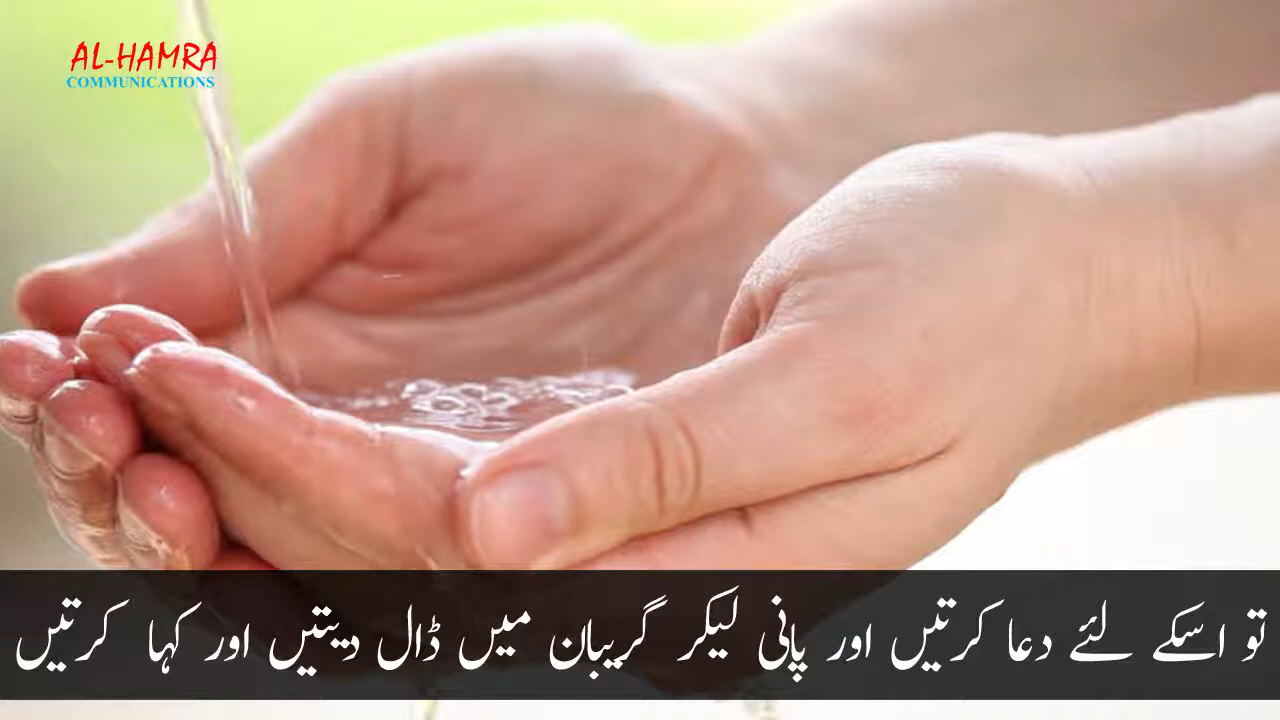 AL-HAMRA
COMMUNICATIONS
تو اسکے لئے دعا کرتیں اور پانی لیکر گریبان میں ڈال دیتیں اور کہا کرتیں